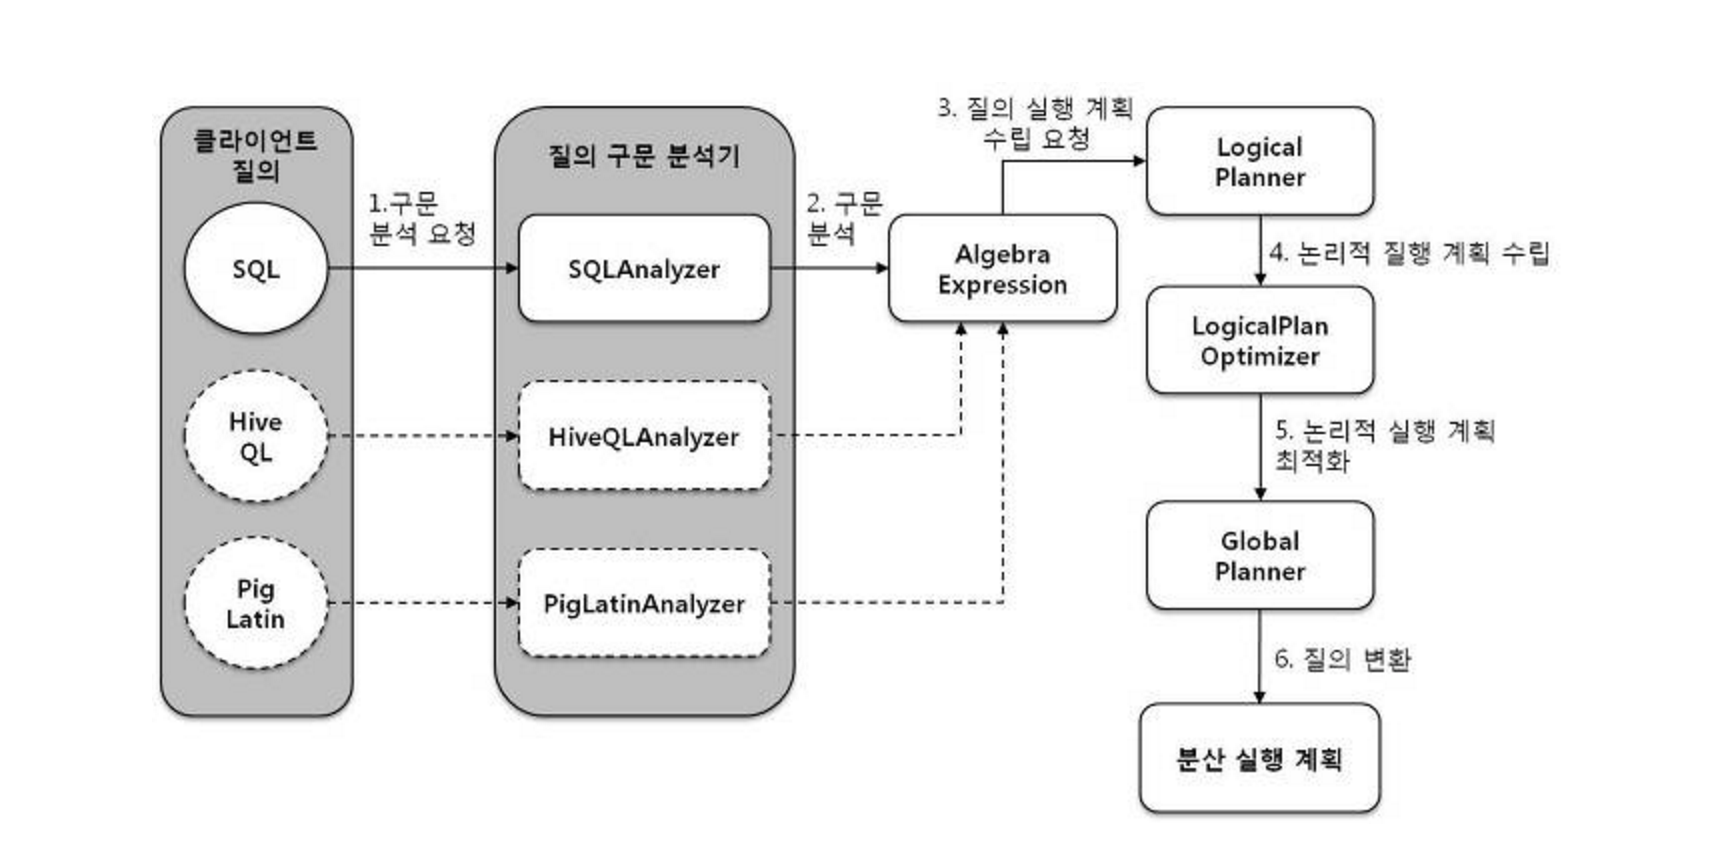 클라이언트
질의
SQL
Hive
QL
Pig
Latin
1.구문
분석 요청
질의 구문 분석기
SQLAnalyzer
HiveQLAnalyzer
PigLatinAnalyzer
2. 구문
분석
Algebra
Expression
3. 질의 실행 계획
수립 요청
Logical
Planner
4. 논리적 질행 계획 수립
LogicalPlan
Optimizer
5. 논리적 실행 계획
최적화
Global
Planner
6. 질의 변환
분산 실행 계획